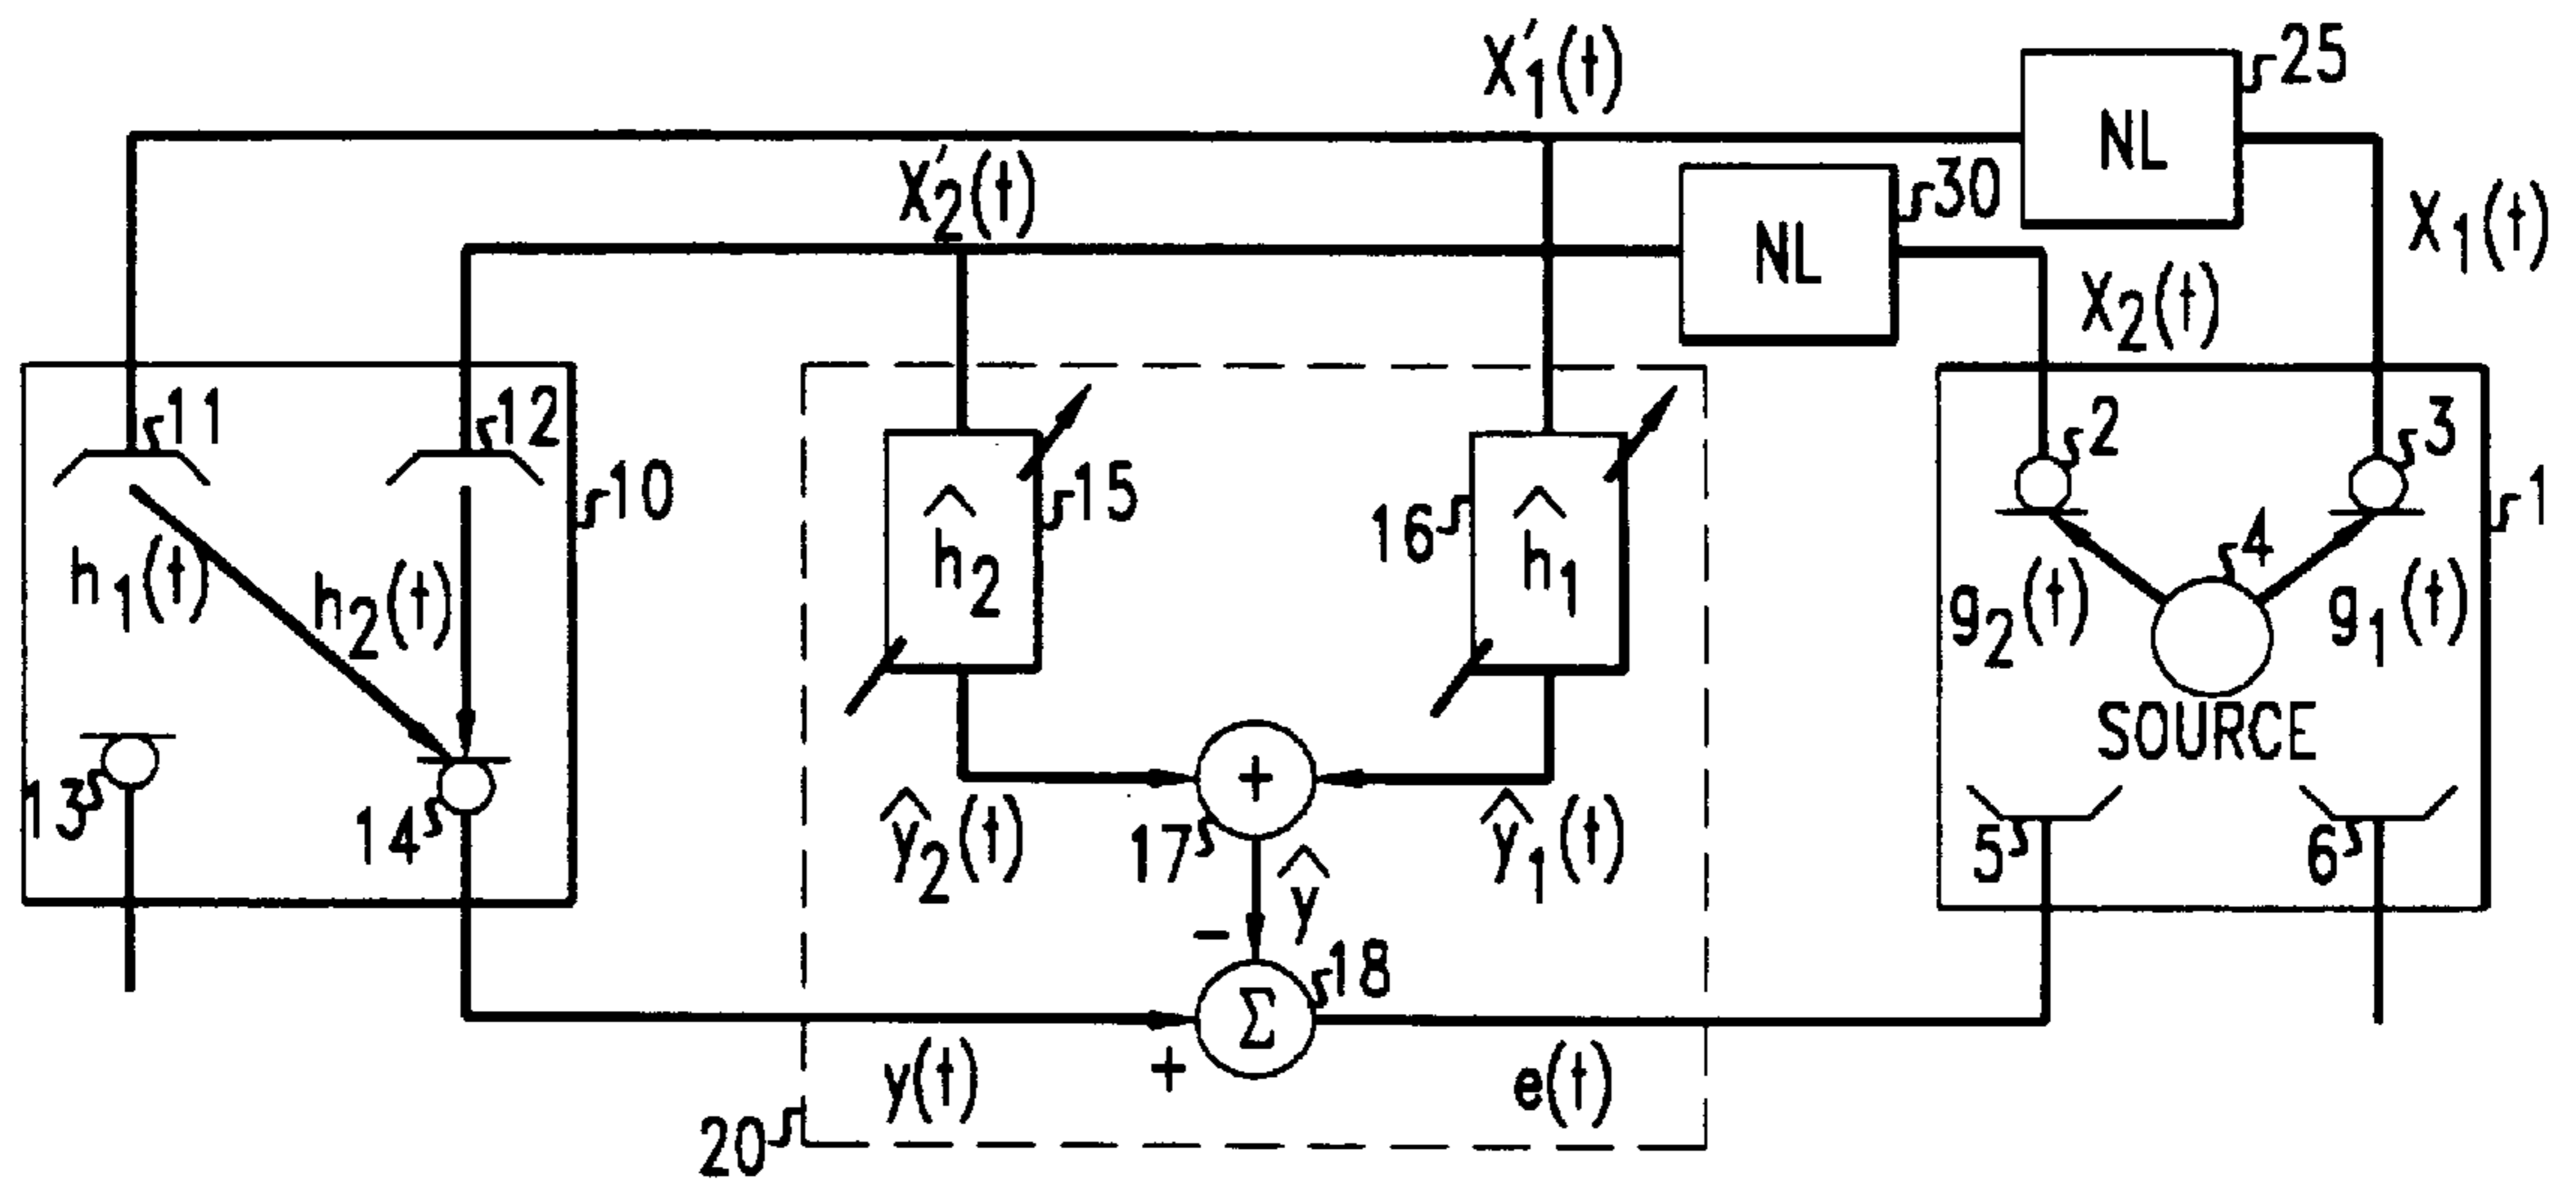 X′1(t)
25
NL
X′2(t)
30
NL
X1(t)
X2(t)
11
12
10
15
16
2
3
1
ĥ2
ĥ1
4
h1(t)
h2(t)
g2(t)
g1(t)
SOURCE
13
14
+
ŷ2(t)
17
ŷ1(t)
5
6
ŷ
-
18
Σ
+
y(t)
e(t)
20